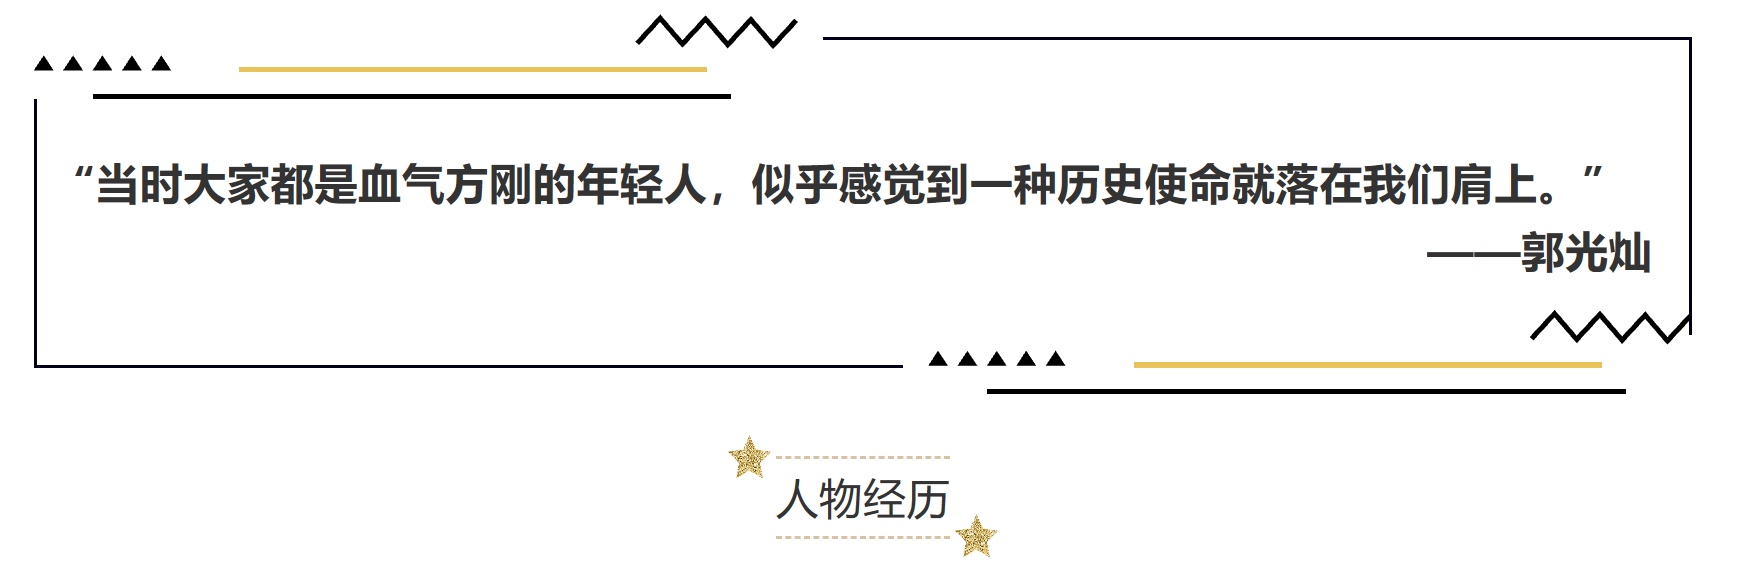 “当时大家都是血气方刚的年轻人，似乎感觉到一种历史使命就落在我们肩上。”
——郭光灿
人物经历